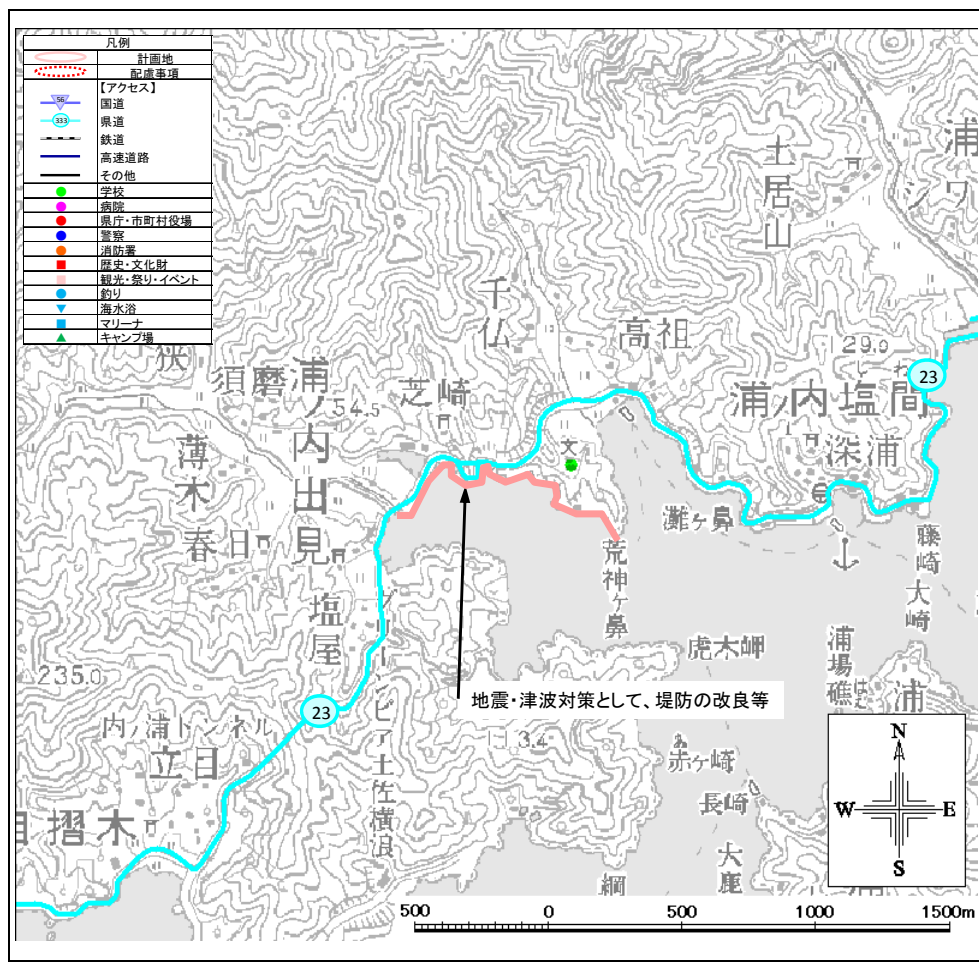 凡例
計画地
配慮事項
【アクセス】
56
国道
333
県道
鉄道
高速道路
その他
学校
病院
県庁・市町村役場
警察
消防署
歴史・文化財
観光・祭り・イベント
釣り
海水浴
マリーナ
キャンプ場
土居山
千仏
高祖
29.0
23
狭
須磨
浦ノ内出見
54.5
芝崎
文
浦ノ内塩間
深浦
薄木
春日
灘ヶ鼻
荒神ヶ鼻
藤崎
大崎
塩屋
虎木岬
浦場礁
235.0
地震・津波対策として、堤防の改良等
23
内ノ浦トンネル
立目
摺木
3.4
赤ヶ崎
長崎
大鹿
網
N
W
E
S
500
0
500
1000
1500m